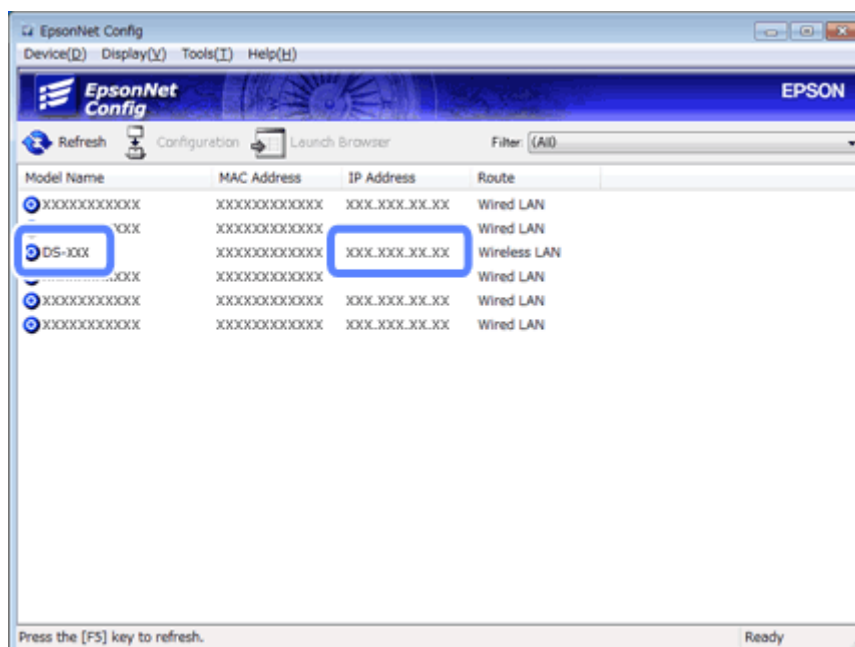 EpsonNet Config
Device(D) Display(V) Tools(T) Help(H)
EpsonNet Config EPSON
Refresh Configuration Launch Browser Filter: (All)
Model Name MAC Address IP Address Route
XXXXXXXXXXX XXXXXXXXXXXX XXX.XXX.XX.XX Wired LAN
XXX XXXXXXXXXXXX Wired LAN
DS-XXX XXXXXXXXXXXX XXX.XXX.XX.XX Wireless LAN
XXX XXXXXXXXXXXX Wired LAN
XXXXXXXXXXX XXXXXXXXXXXX XXX.XXX.XX.XX Wired LAN
XXXXXXXXXXX XXXXXXXXXXXX XXX.XXX.XX.XX Wired LAN
Press the [F5] key to refresh. Ready